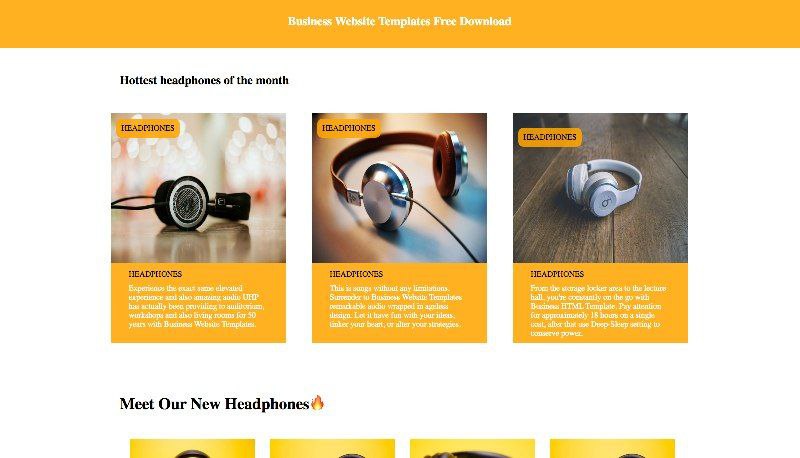 Business Website Templates Free Download
Hottest headphones of the month
HEADPHONES
HEADPHONES
HEADPHONES
HEADPHONES
Experience the exact same elevated
experience and also amazing audio UHP
has actually been providing to auditorium,
workshops and also living rooms for 50
years with Business Website Templates.
HEADPHONES
This is songs without any limitations.
Surrender to Business Website Templates
remarkable audio wrapped in ageless
design. Let it have fun with your ideas,
tinker your heart, or alter your strategies.
HEADPHONES
From the storage locker area to the lecture
hall, you're constantly on the go with
Business HTML Template. Pay attention
for approximately 18 hours on a single
cost, after that use Deep Sleep setting to
conserve power.
Meet Our New Headphones🔥